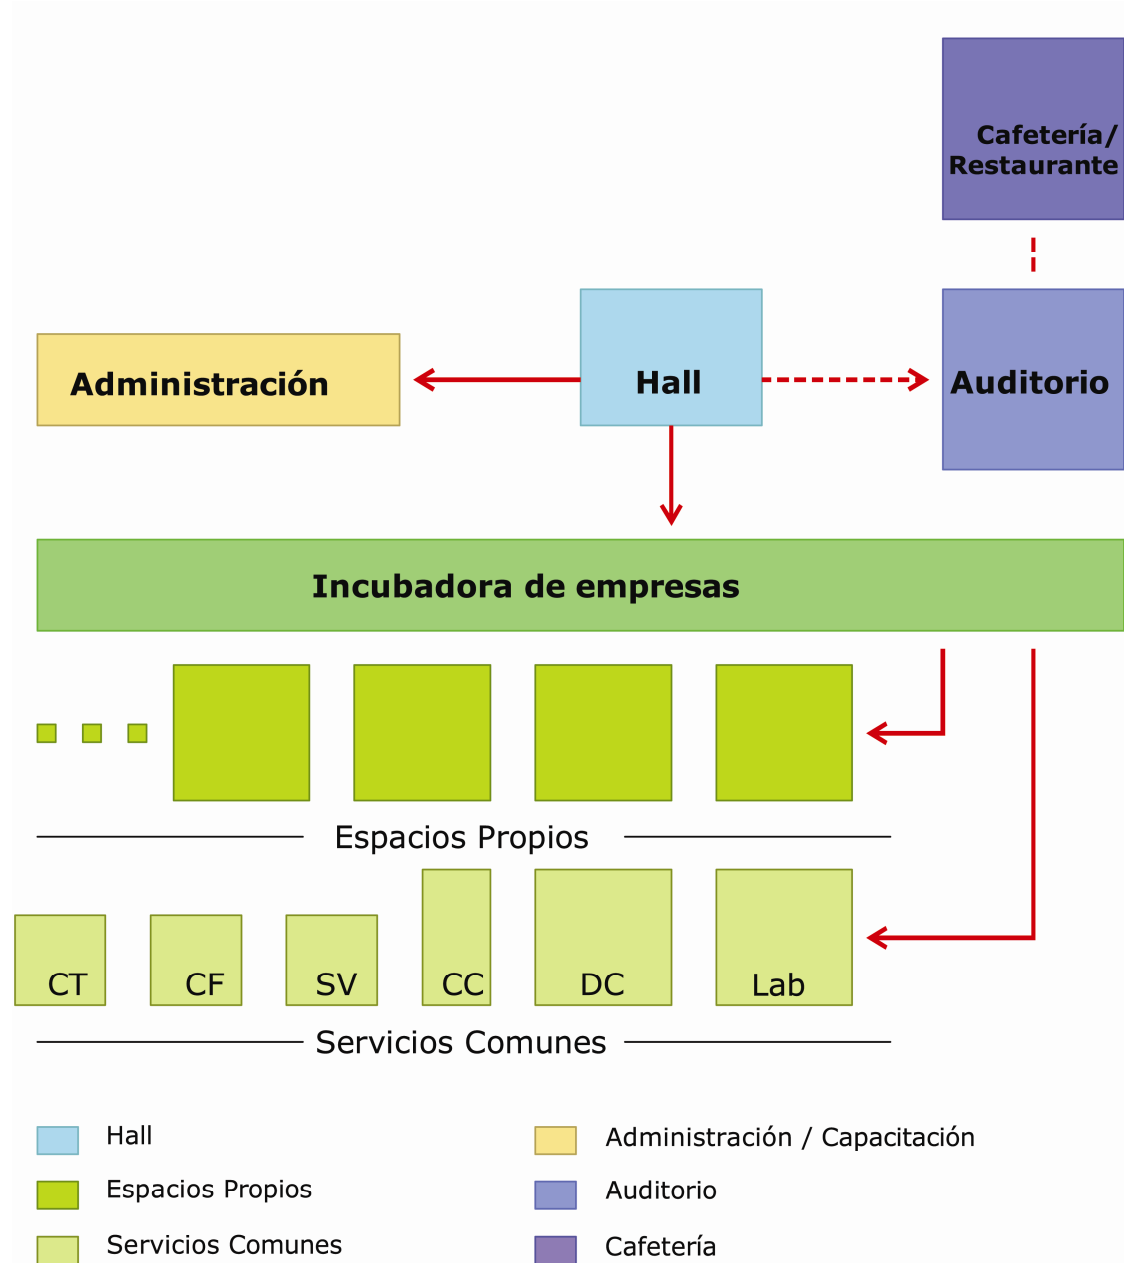 Cafetería/
Restaurante
Administración
Hall
Auditorio
Incubadora de empresas
Espacios Propios
CT CF SV CC DC Lab
Servicios Comunes
Hall
Administración / Capacitación
Espacios Propios
Auditorio
Servicios Comunes
Cafetería